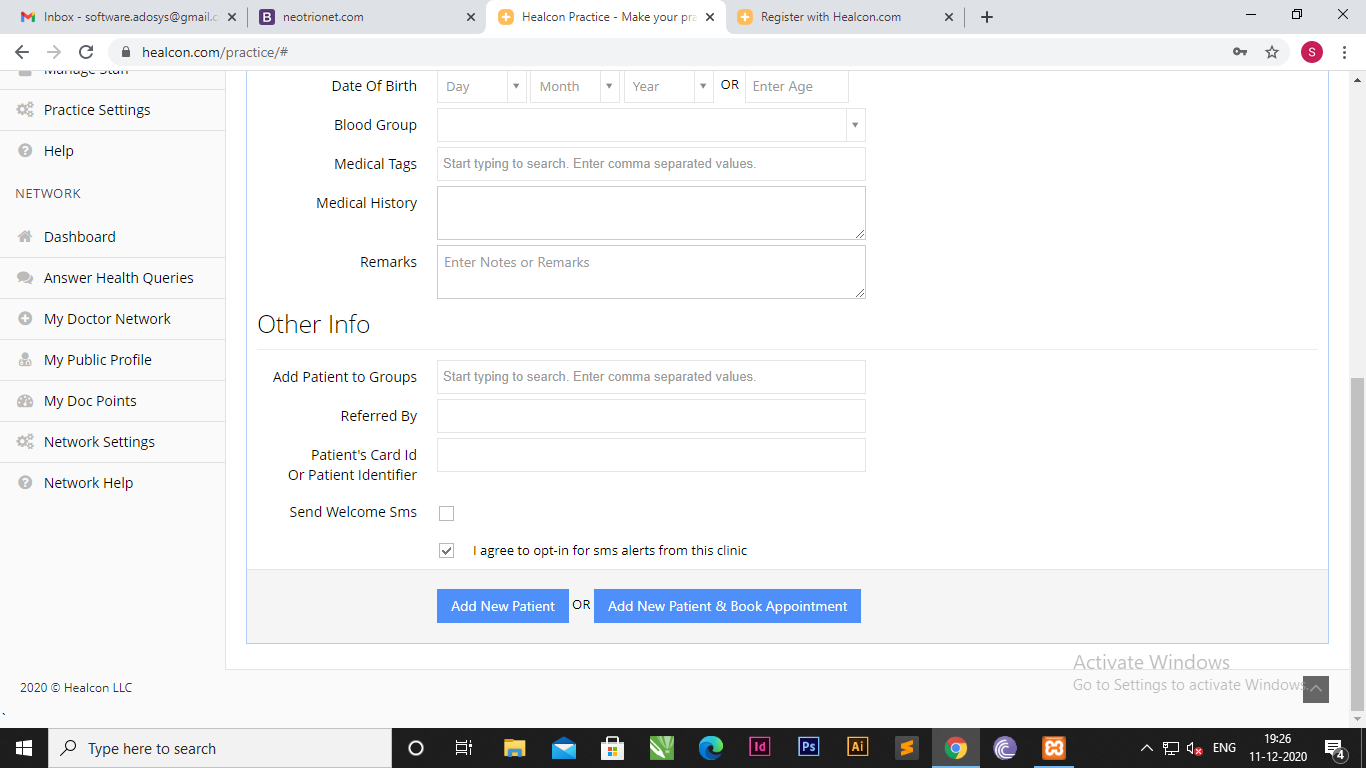 Inbox - software.adosys@gmail.c
neotrionet.com
Healcon Practice - Make your pra
Register with Healcon.com
healcon.com/practice/#
S
Manage Staff
Practice Settings
Help
NETWORK
Dashboard
Answer Health Queries
My Doctor Network
My Public Profile
My Doc Points
Network Settings
Network Help
Date Of Birth
Day
Month
Year
OR
Enter Age
Blood Group
Medical Tags
Start typing to search. Enter comma separated values.
Medical History
Remarks
Enter Notes or Remarks
Other Info
Add Patient to Groups
Start typing to search. Enter comma separated values.
Referred By
Patient's Card Id
Or Patient Identifier
Send Welcome Sms
I agree to opt-in for sms alerts from this clinic
Add New Patient
OR
Add New Patient & Book Appointment
Activate Windows
Go to Settings to activate Windows.
2020 © Healcon LLC
`
Type here to search
Id
Ps
Ai
ENG
19:26
11-12-2020
4